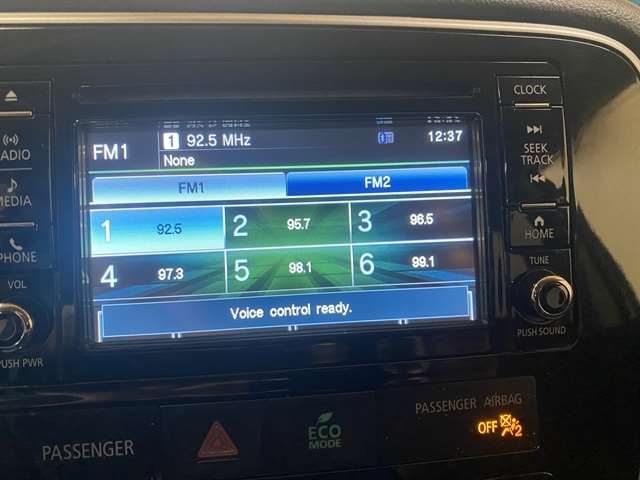 CLOCK
FM1 1 92.5 MHz 12:37
None
RADIO
SEEK
TRACK
FM1 FM2
MEDIA
1 92.5 2 95.7 3 96.5
HOME
PHONE
4 97.3 5 98.1 6 99.1
TUNE
VOL
Voice control ready.
PUSH SOUND
PUSH PWR
PASSENGER AIRBAG
OFF 2
ECO
MODE
PASSENGER